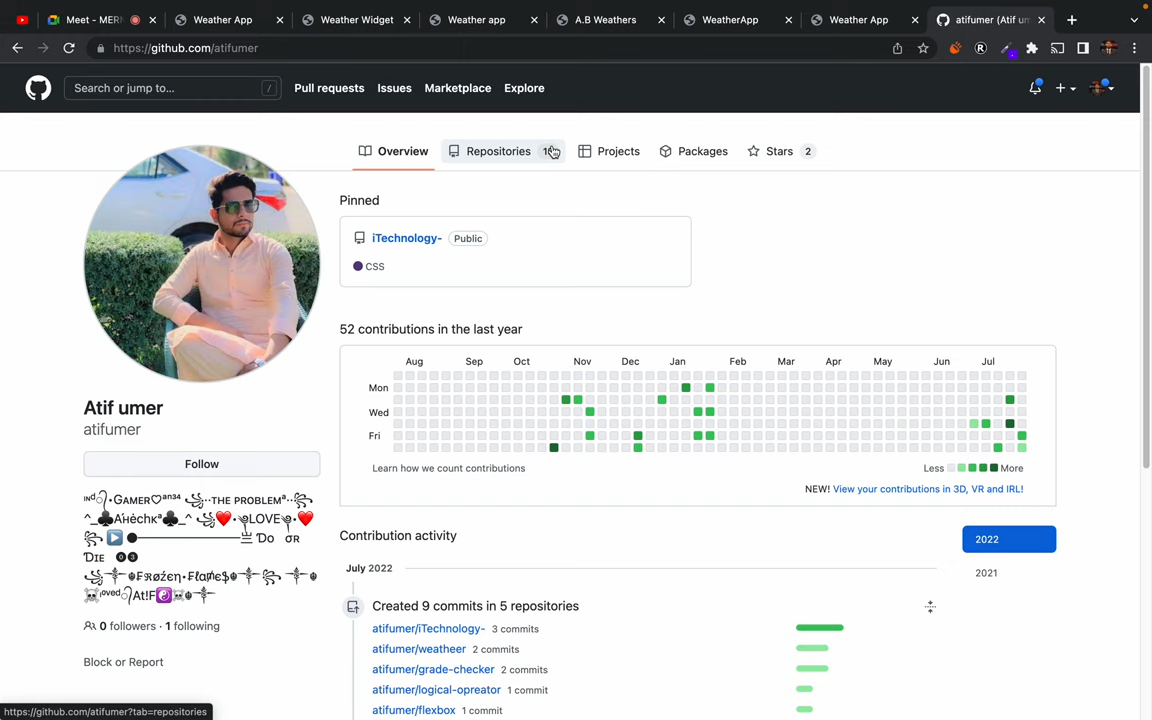 Meet - MERN
Weather App
Weather Widget
Weather app
A.B Weathers
WeatherApp
Weather App
atifumer (Atif um
https://github.com/atifumer
Search or jump to...
/
Pull requests
Issues
Marketplace
Explore
Overview
Repositories
Projects
Packages
Stars 2
Pinned
iTechnology-
Public
CSS
52 contributions in the last year
Aug Sep Oct Nov Dec Jan Feb Mar Apr May Jun Jul
Mon
Wed
Fri
Learn how we count contributions
Less
More
NEW! View your contributions in 3D, VR and IRL!
Atif umer
atifumer
Follow
0 followers · 1 following
Block or Report
Contribution activity
2022
2021
July 2022
Created 9 commits in 5 repositories
atifumer/iTechnology- 3 commits
atifumer/weatheer 2 commits
atifumer/grade-checker 2 commits
atifumer/logical-opreator 1 commit
atifumer/flexbox 1 commit
https://github.com/atifumer?tab=repositories